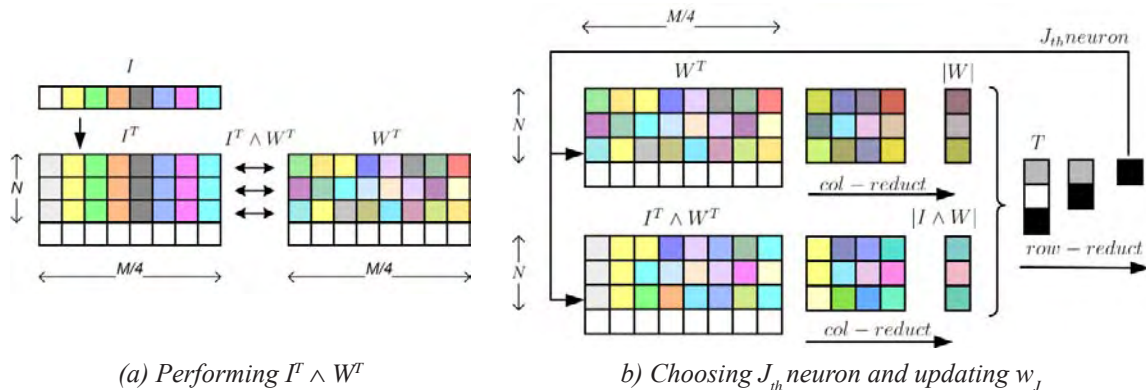 I
I^T
I^T ∧ W^T
W^T
N
M/4
M/4
(a) Performing I^T ∧ W^T
M/4
J_th neuron
W^T
|W|
N
T
col − reduct
I^T ∧ W^T
|I ∧ W|
row − reduct
N
col − reduct
b) Choosing J_th neuron and updating w_J